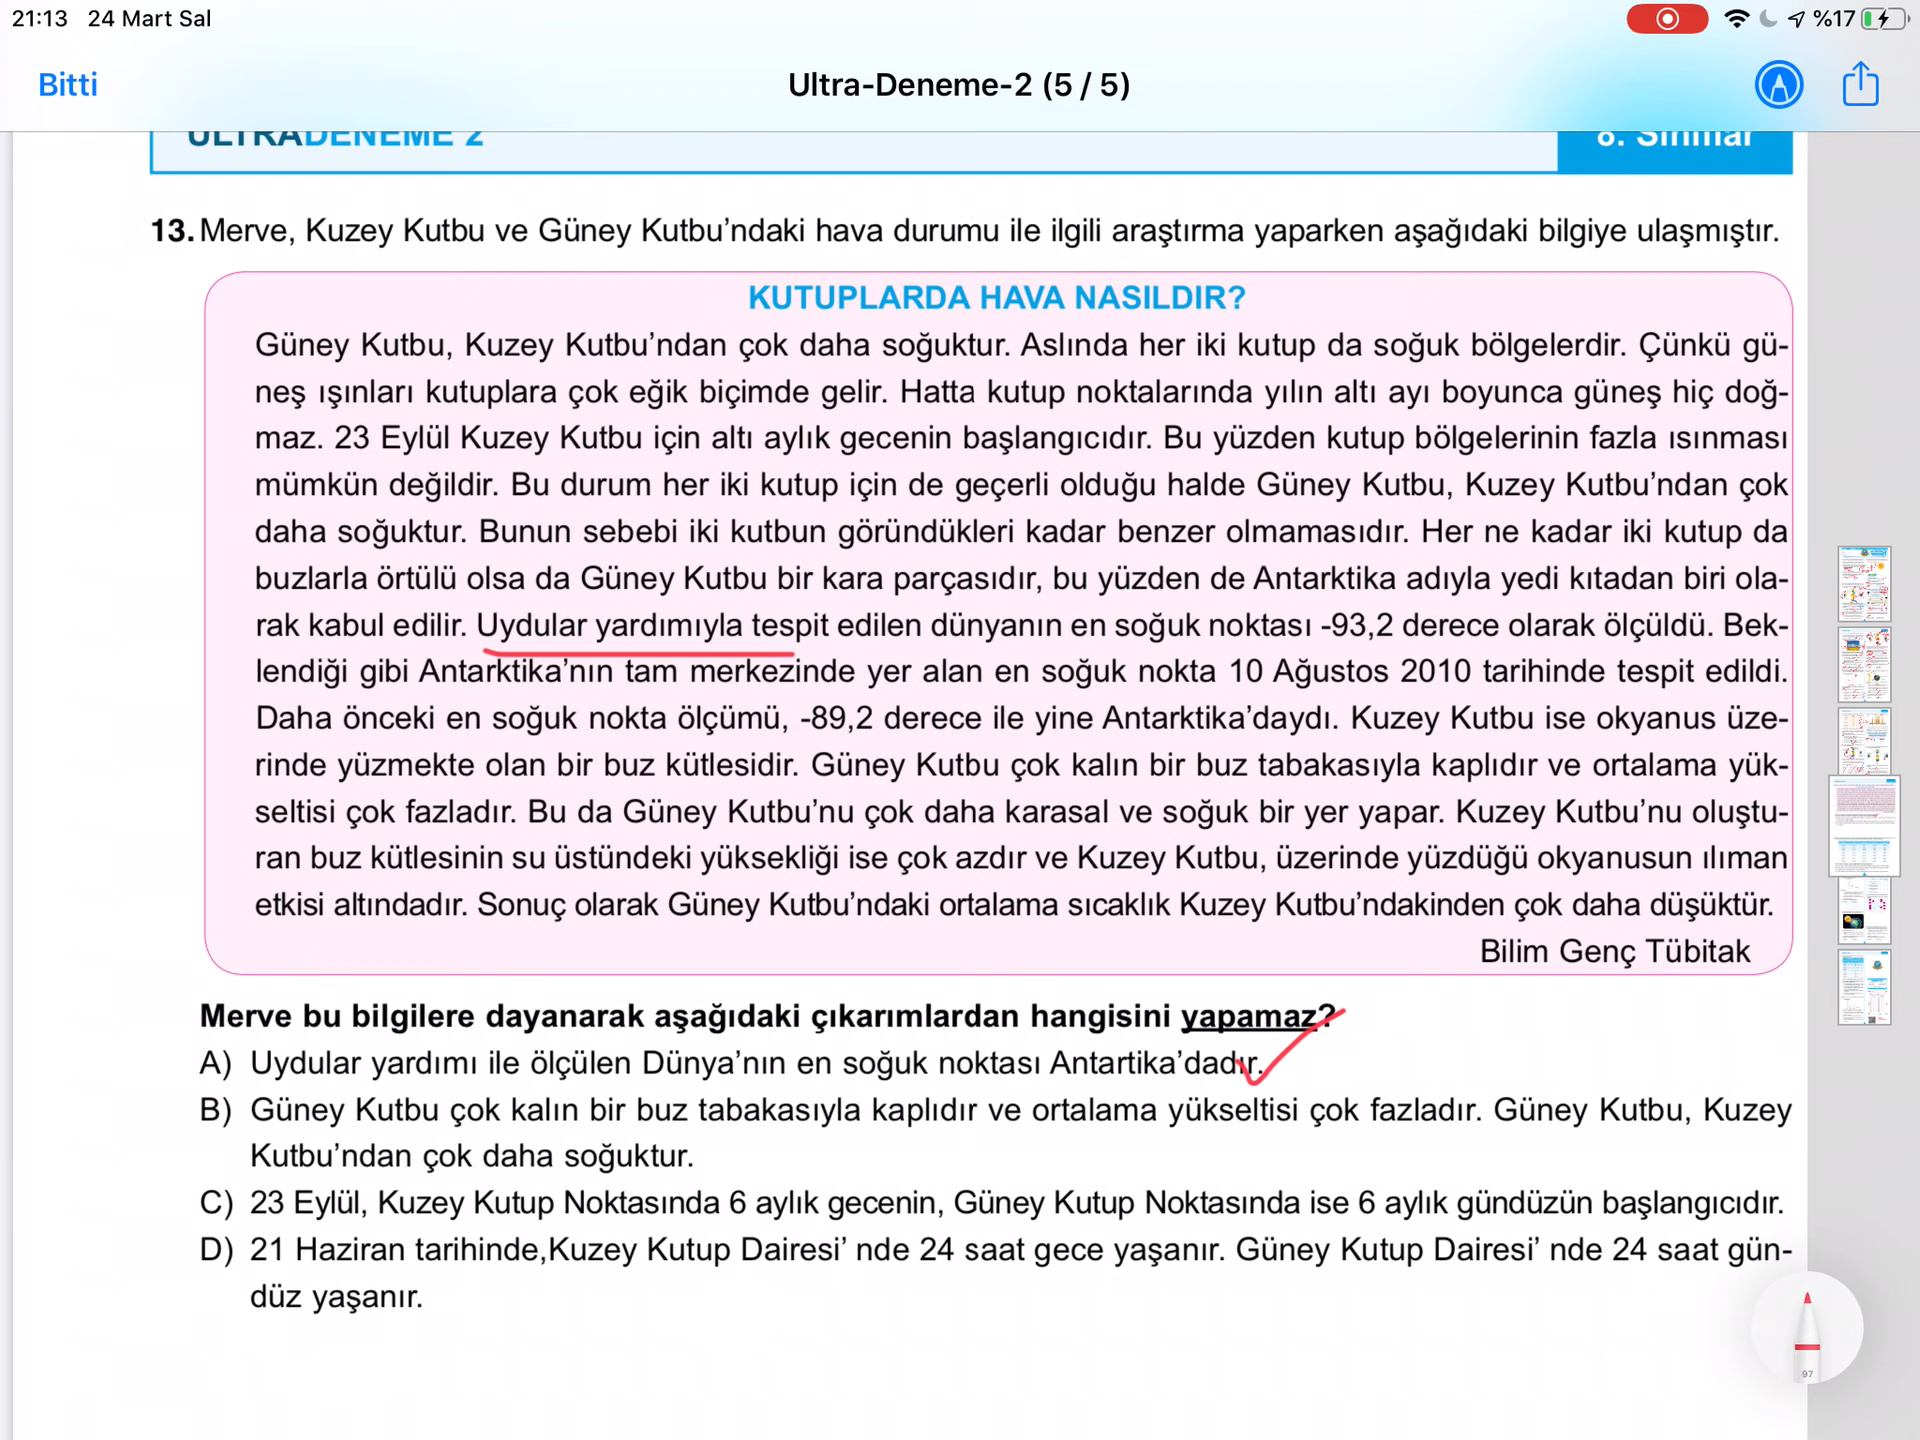 21:13 24 Mart Sal %17
Bitti
Ultra-Deneme-2 (5 / 5)
ULTRADENEME 2
8. Sınıflar
13. Merve, Kuzey Kutbu ve Güney Kutbu’ndaki hava durumu ile ilgili araştırma yaparken aşağıdaki bilgiye ulaşmıştır.
KUTUPLARDA HAVA NASILDIR?
Güney Kutbu, Kuzey Kutbu’ndan çok daha soğuktur. Aslında her iki kutup da soğuk bölgelerdir. Çünkü gü-
neş ışınları kutuplara çok eğik biçimde gelir. Hatta kutup noktalarında yılın altı ayı boyunca güneş hiç doğ-
maz. 23 Eylül Kuzey Kutbu için altı aylık gecenin başlangıcıdır. Bu yüzden kutup bölgelerinin fazla ısınması
mümkün değildir. Bu durum her iki kutup için de geçerli olduğu halde Güney Kutbu, Kuzey Kutbu’ndan çok
daha soğuktur. Bunun sebebi iki kutbun göründükleri kadar benzer olmamasıdır. Her ne kadar iki kutup da
buzlarla örtülü olsa da Güney Kutbu bir kara parçasıdır, bu yüzden de Antarktika adıyla yedi kıtadan biri ola-
rak kabul edilir. Uydular yardımıyla tespit edilen dünyanın en soğuk noktası -93,2 derece olarak ölçüldü. Bek-
lendiği gibi Antarktika’nın tam merkezinde yer alan en soğuk nokta 10 Ağustos 2010 tarihinde tespit edildi.
Daha önceki en soğuk nokta ölçümü, -89,2 derece ile yine Antarktika’daydı. Kuzey Kutbu ise okyanus üze-
rinde yüzmekte olan bir buz kütlesidir. Güney Kutbu çok kalın bir buz tabakasıyla kaplıdır ve ortalama yük-
seltisi çok fazladır. Bu da Güney Kutbu’nu çok daha karasal ve soğuk bir yer yapar. Kuzey Kutbu’nu oluştu-
ran buz kütlesinin su üstündeki yüksekliği ise çok azdır ve Kuzey Kutbu, üzerinde yüzdüğü okyanusun ılıman
etkisi altındadır. Sonuç olarak Güney Kutbu’ndaki ortalama sıcaklık Kuzey Kutbu’ndakinden çok daha düşüktür.
Bilim Genç Tübitak
Merve bu bilgilere dayanarak aşağıdaki çıkarımlardan hangisini yapamaz?
A) Uydular yardımı ile ölçülen Dünya’nın en soğuk noktası Antartika’dadır.
B) Güney Kutbu çok kalın bir buz tabakasıyla kaplıdır ve ortalama yükseltisi çok fazladır. Güney Kutbu, Kuzey
Kutbu’ndan çok daha soğuktur.
C) 23 Eylül, Kuzey Kutup Noktasında 6 aylık gecenin, Güney Kutup Noktasında ise 6 aylık gündüzün başlangıcıdır.
D) 21 Haziran tarihinde,Kuzey Kutup Dairesi’ nde 24 saat gece yaşanır. Güney Kutup Dairesi’ nde 24 saat gün-
düz yaşanır.
97